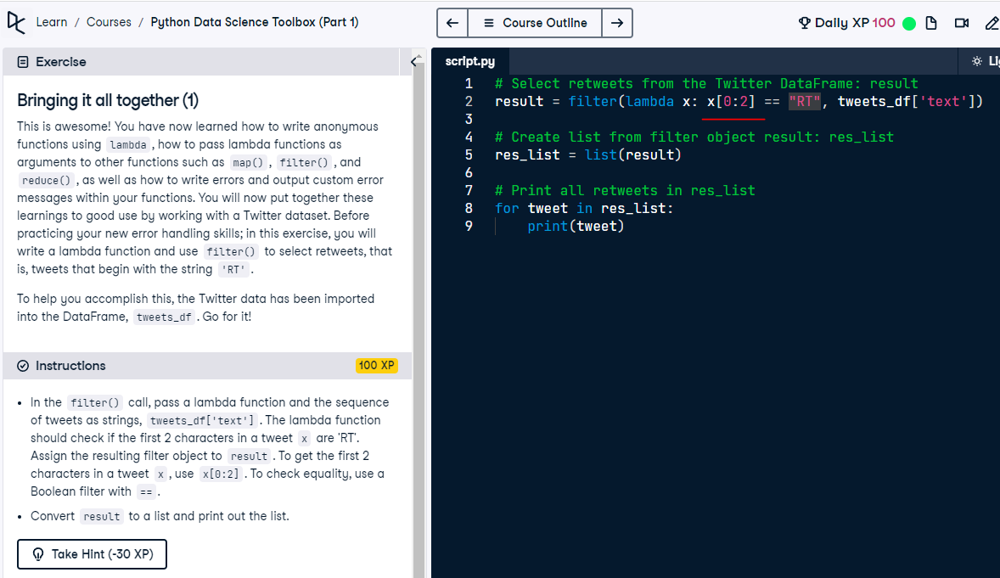 Learn / Courses / Python Data Science Toolbox (Part 1)
Course Outline
Daily XP 100
Exercise
Bringing it all together (1)
This is awesome! You have now learned how to write anonymous
functions using lambda , how to pass lambda functions as
arguments to other functions such as map() , filter() , and
reduce() , as well as how to write errors and output custom error
messages within your functions. You will now put together these
learnings to good use by working with a Twitter dataset. Before
practicing your new error handling skills; in this exercise, you will
write a lambda function and use filter() to select retweets, that
is, tweets that begin with the string 'RT' .
To help you accomplish this, the Twitter data has been imported
into the DataFrame, tweets_df . Go for it!
Instructions
100 XP
• In the filter() call, pass a lambda function and the sequence
of tweets as strings, tweets_df['text'] . The lambda function
should check if the first 2 characters in a tweet x are 'RT'.
Assign the resulting filter object to result . To get the first 2
characters in a tweet x , use x[0:2] . To check equality, use a
Boolean filter with == .
• Convert result to a list and print out the list.
Take Hint (-30 XP)
script.py
1 # Select retweets from the Twitter DataFrame: result
2 result = filter(lambda x: x[0:2] == "RT", tweets_df['text'])
3
4 # Create list from filter object result: res_list
5 res_list = list(result)
6
7 # Print all retweets in res_list
8 for tweet in res_list:
9     print(tweet)